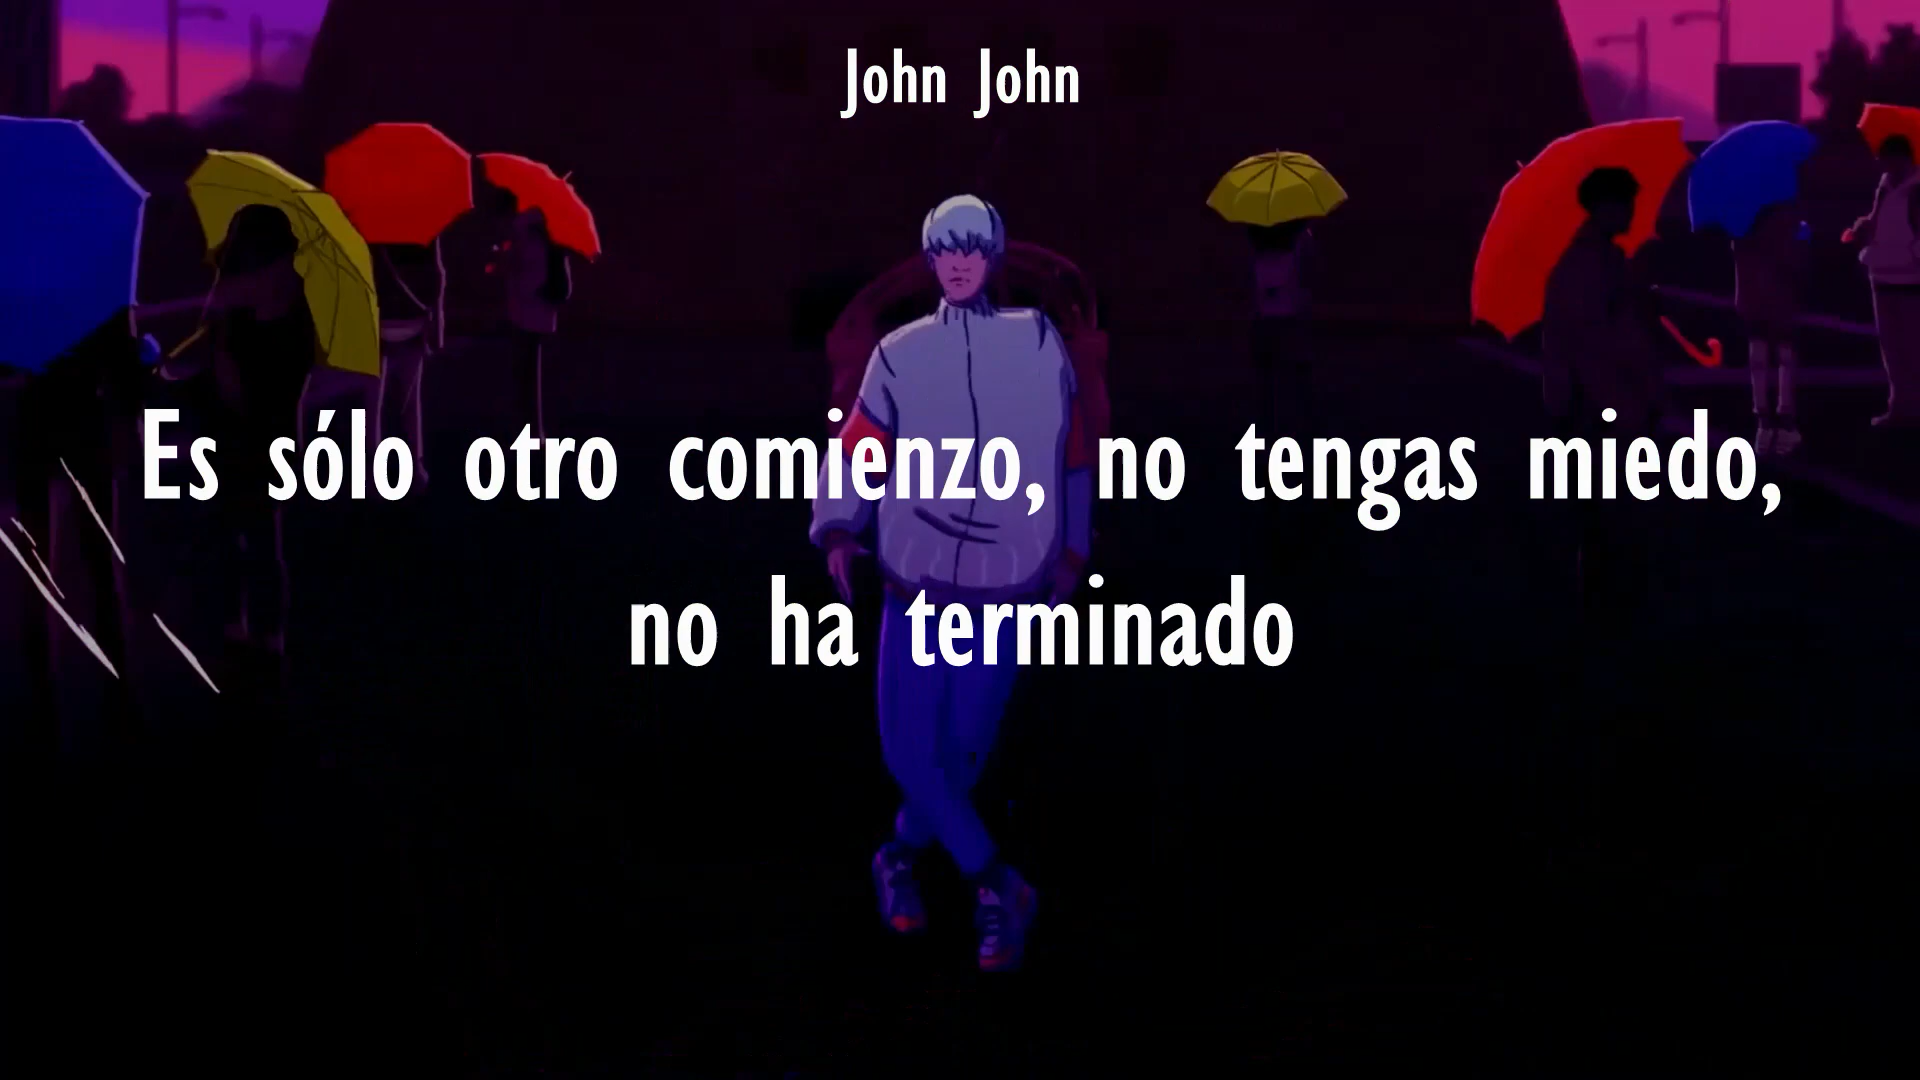 John John
Es sólo otro comienzo, no tengas miedo,
no ha terminado